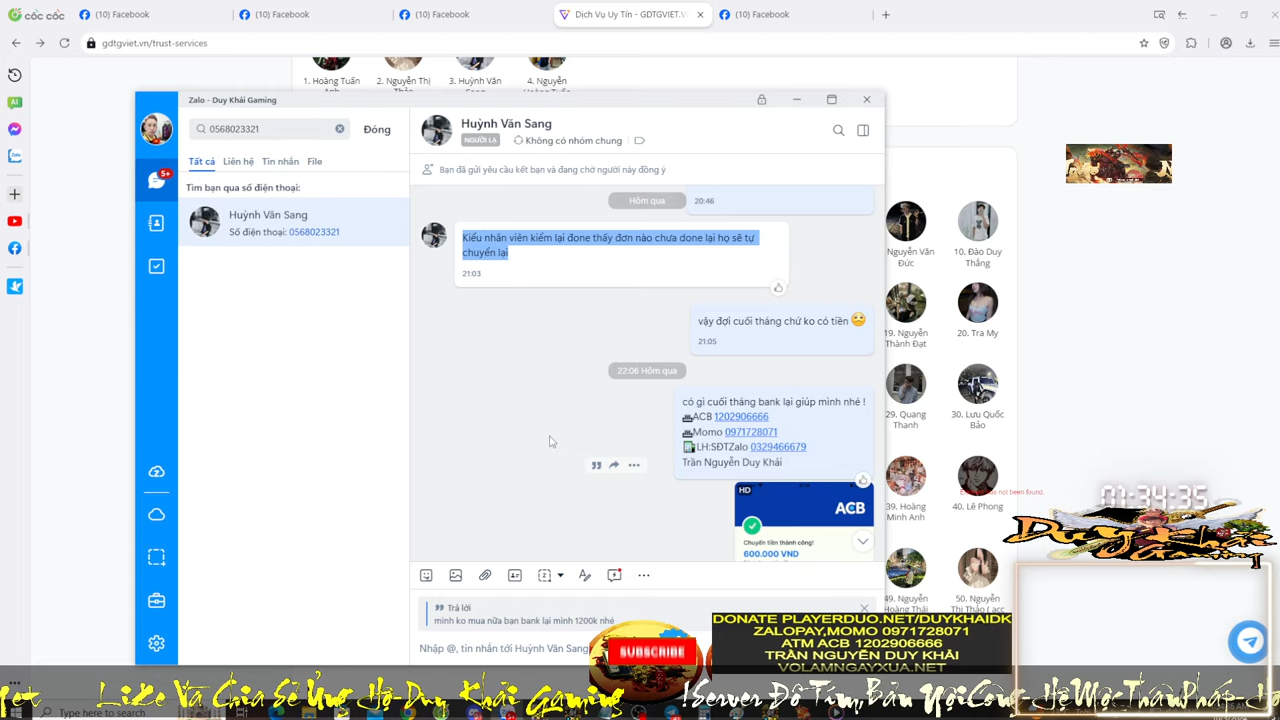 CỐC CỐC
(10) Facebook
(10) Facebook
(10) Facebook
Dịch Vụ Uy Tín - GDTGVIET.V
(10) Facebook
gdtgviet.vn/trust-services
1. Hoàng Tuấn Anh
2. Nguyễn Thị
3. Huỳnh Văn
4. Nguyễn
Zalo - Duy Khải Gaming
0568023321
Đóng
Tất cả
Liên hệ
Tin nhắn
File
Tìm bạn qua số điện thoại:
Huỳnh Văn Sang
Số điện thoại: 0568023321
5+
Huỳnh Văn Sang
NGƯỜI LẠ
Không có nhóm chung
Bạn đã gửi yêu cầu kết bạn và đang chờ người này đồng ý
Hôm qua
20:46
Kiểu nhân viên kiểm lại done thấy đơn nào chưa done lại họ sẽ tự
chuyển lại
21:03
vậy đợi cuối tháng chứ ko có tiền
21:05
22:06 Hôm qua
có gì cuối tháng bank lại giúp mình nhé !
ACB 1202906666
Momo 0971728071
LH:SĐTZalo 0329466679
Trần Nguyễn Duy Khải
HD
ACB
Chuyển tiền thành công!
600.000 VND
Trả lời
mình ko mua nữa bạn bank lại mình 1200k nhé
Nhập @, tin nhắn tới Huỳnh Văn Sang
Nguyễn Văn
Đức
10. Đào Duy
Thắng
19. Nguyễn
Thành Đạt
20. Tra My
29. Quang
Thanh
30. Lưu Quốc
Bảo
39. Hoàng
Minh Anh
40. Lê Phong
has not been found.
49. Nguyễn
Hoàng Thái
50. Nguyễn
Thị Thảo ( acc
01:34:35
Duy Khải
Gaming
DONATE PLAYERDUO.NET/DUYKHAIDK
ZALOPAY,MOMO 0971728071
ATM ACB 1202906666
TRẦN NGUYỄN DUY KHẢI
VOLAMNGAYXUA.NET
SUBSCRIBE
Like Và Chia Sẻ Ủng Hộ Duy Khải Gaming
Type here to search